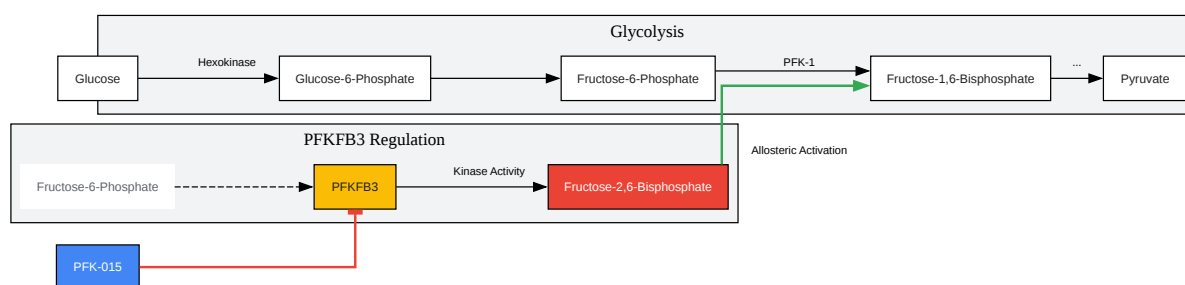 Glycolysis
Hexokinase
PFK-1
...
Glucose
Glucose-6-Phosphate
Fructose-6-Phosphate
Fructose-1,6-Bisphosphate
Pyruvate
PFKFB3 Regulation
Allosteric Activation
Kinase Activity
Fructose-6-Phosphate
PFKFB3
Fructose-2,6-Bisphosphate
PFK-015